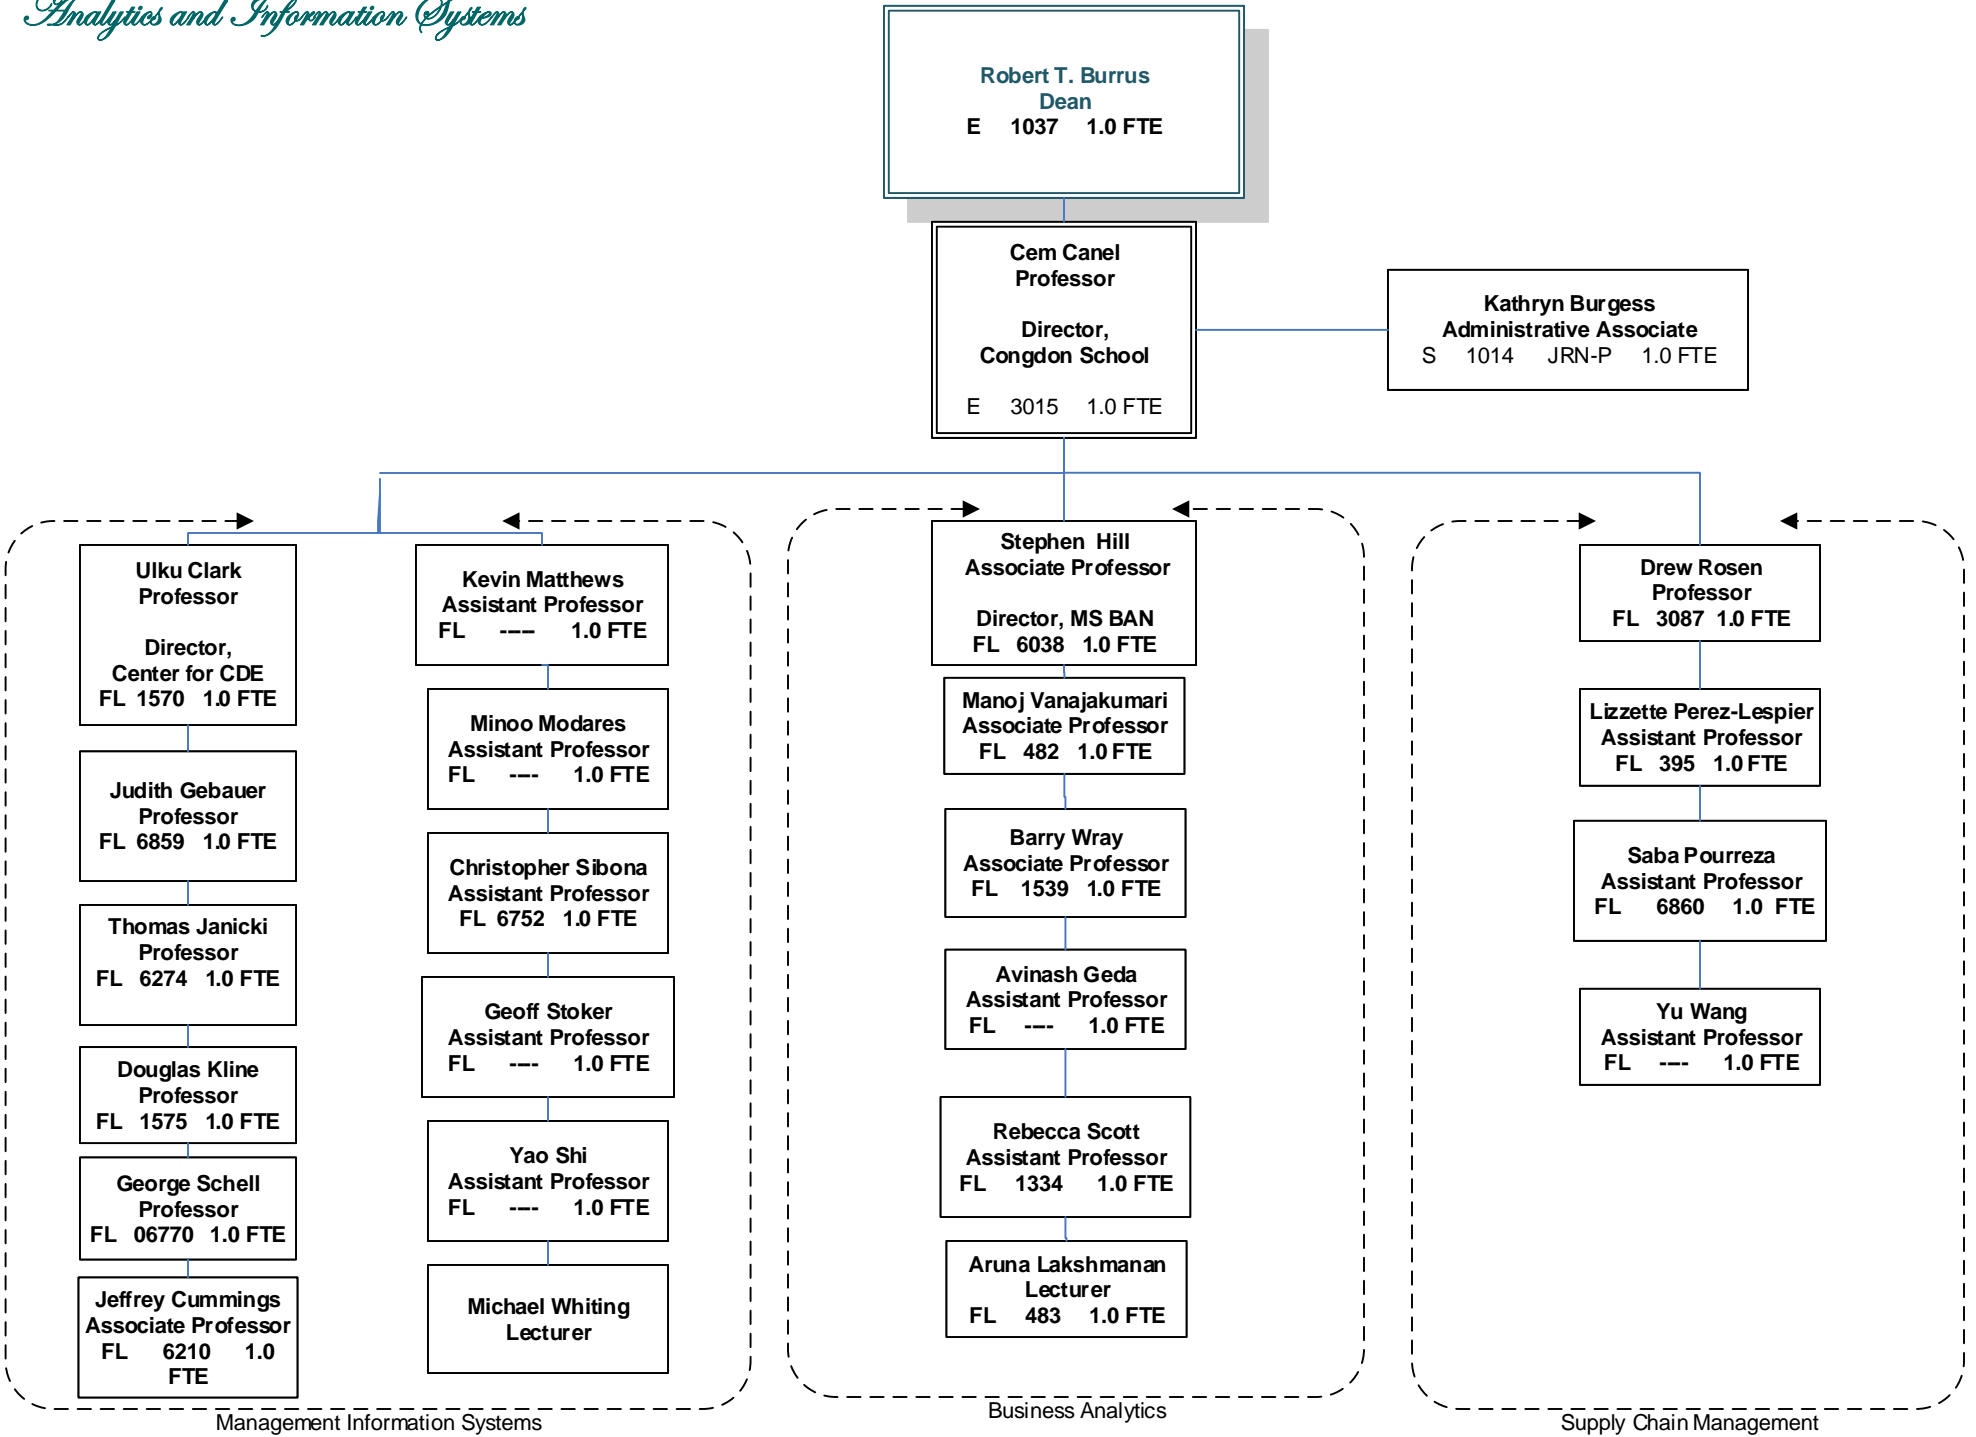 Analytics and Information Systems
Robert T. Burrus
Dean
E 1037 1.0 FTE
Cem Canel
Professor
Director,
Congdon School
E 3015 1.0 FTE
Kathryn Burgess
Administrative Associate
S 1014 JRN-P 1.0 FTE
Ulku Clark
Professor
Director,
Center for CDE
FL 1570 1.0 FTE
Judith Gebauer
Professor
FL 6859 1.0 FTE
Thomas Janicki
Professor
FL 6274 1.0 FTE
Douglas Kline
Professor
FL 1575 1.0 FTE
George Schell
Professor
FL 06770 1.0 FTE
Jeffrey Cummings
Associate Professor
FL 6210 1.0
FTE
Kevin Matthews
Assistant Professor
FL ---- 1.0 FTE
Minoo Modares
Assistant Professor
FL ---- 1.0 FTE
Christopher Sibona
Assistant Professor
FL 6752 1.0 FTE
Geoff Stoker
Assistant Professor
FL ---- 1.0 FTE
Yao Shi
Assistant Professor
FL ---- 1.0 FTE
Michael Whiting
Lecturer
Management Information Systems
Stephen Hill
Associate Professor
Director, MS BAN
FL 6038 1.0 FTE
Manoj Vanajakumari
Associate Professor
FL 482 1.0 FTE
Barry Wray
Associate Professor
FL 1539 1.0 FTE
Avinash Geda
Assistant Professor
FL ---- 1.0 FTE
Rebecca Scott
Assistant Professor
FL 1334 1.0 FTE
Aruna Lakshmanan
Lecturer
FL 483 1.0 FTE
Business Analytics
Drew Rosen
Professor
FL 3087 1.0 FTE
Lizzette Perez-Lespier
Assistant Professor
FL 395 1.0 FTE
Saba Pourreza
Assistant Professor
FL 6860 1.0 FTE
Yu Wang
Assistant Professor
FL ---- 1.0 FTE
Supply Chain Management